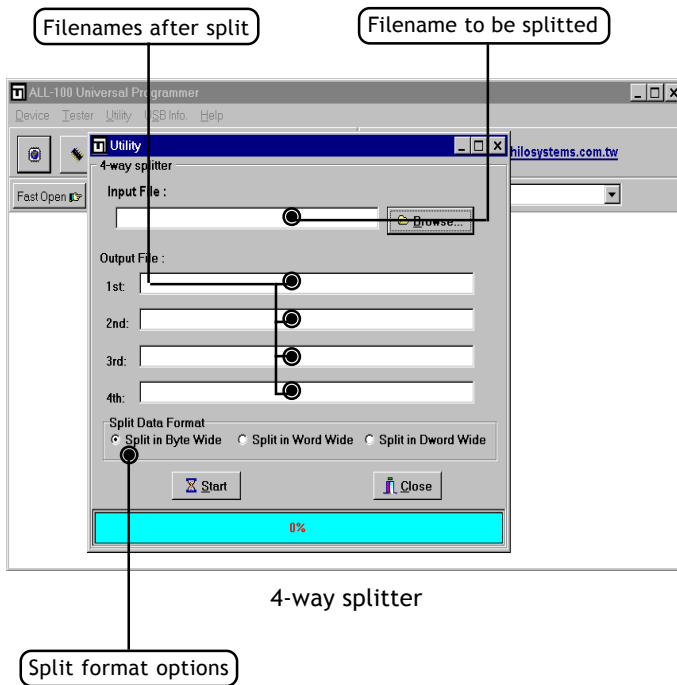 Filenames after split
Filename to be splitted
ALL-100 Universal Programmer
Device Tester Utility USB Info. Help
Utility
hilosystems.com.tw
4-way splitter
Input File :
Fast Open
Browse...
Output File :
1st:
2nd:
3rd:
4th:
Split Data Format
Split in Byte Wide Split in Word Wide Split in Dword Wide
Start Close
0%
4-way splitter
Split format options